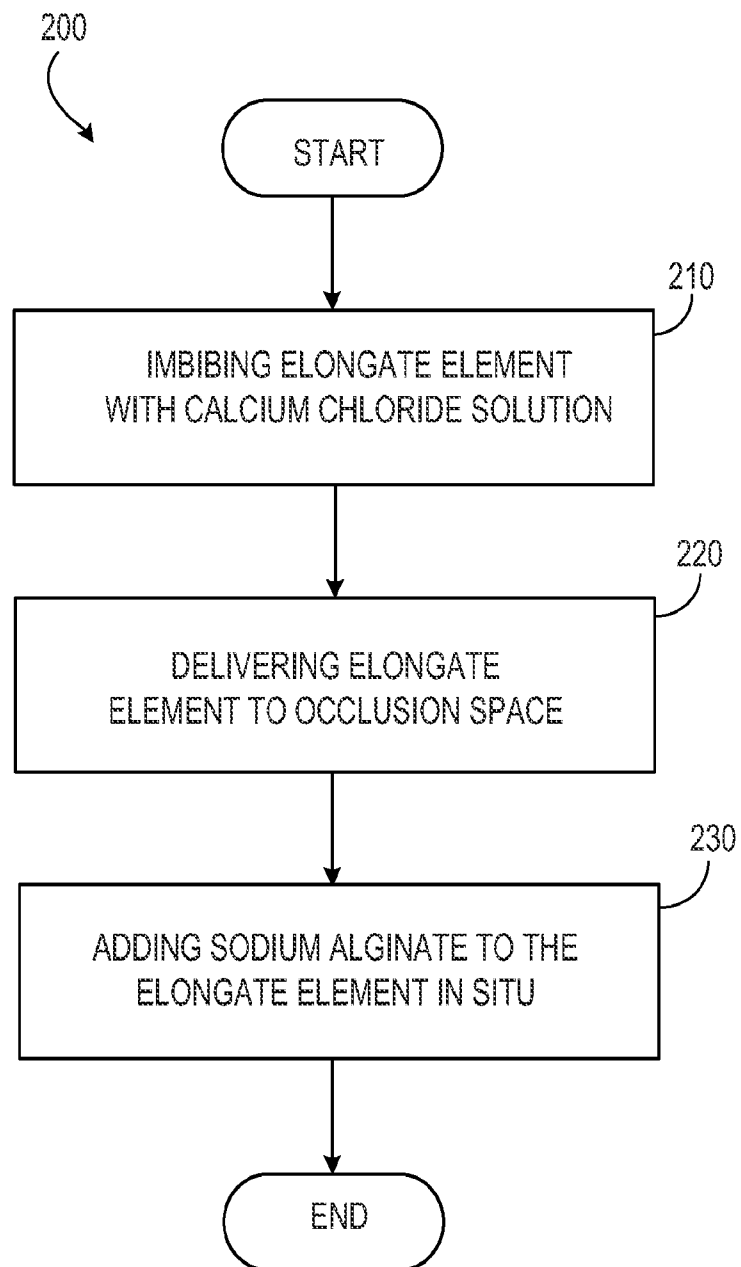 200
START
210
IMBIBING ELONGATE ELEMENT
WITH CALCIUM CHLORIDE SOLUTION
220
DELIVERING ELONGATE
ELEMENT TO OCCLUSION SPACE
230
ADDING SODIUM ALGINATE TO THE
ELONGATE ELEMENT IN SITU
END